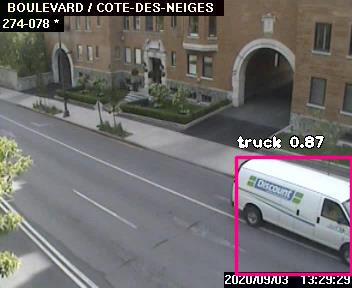 BOULEVARD / COTE-DES-NEIGES
274-078 *
truck 0.87
Discount
2020/09/03 13:29:29